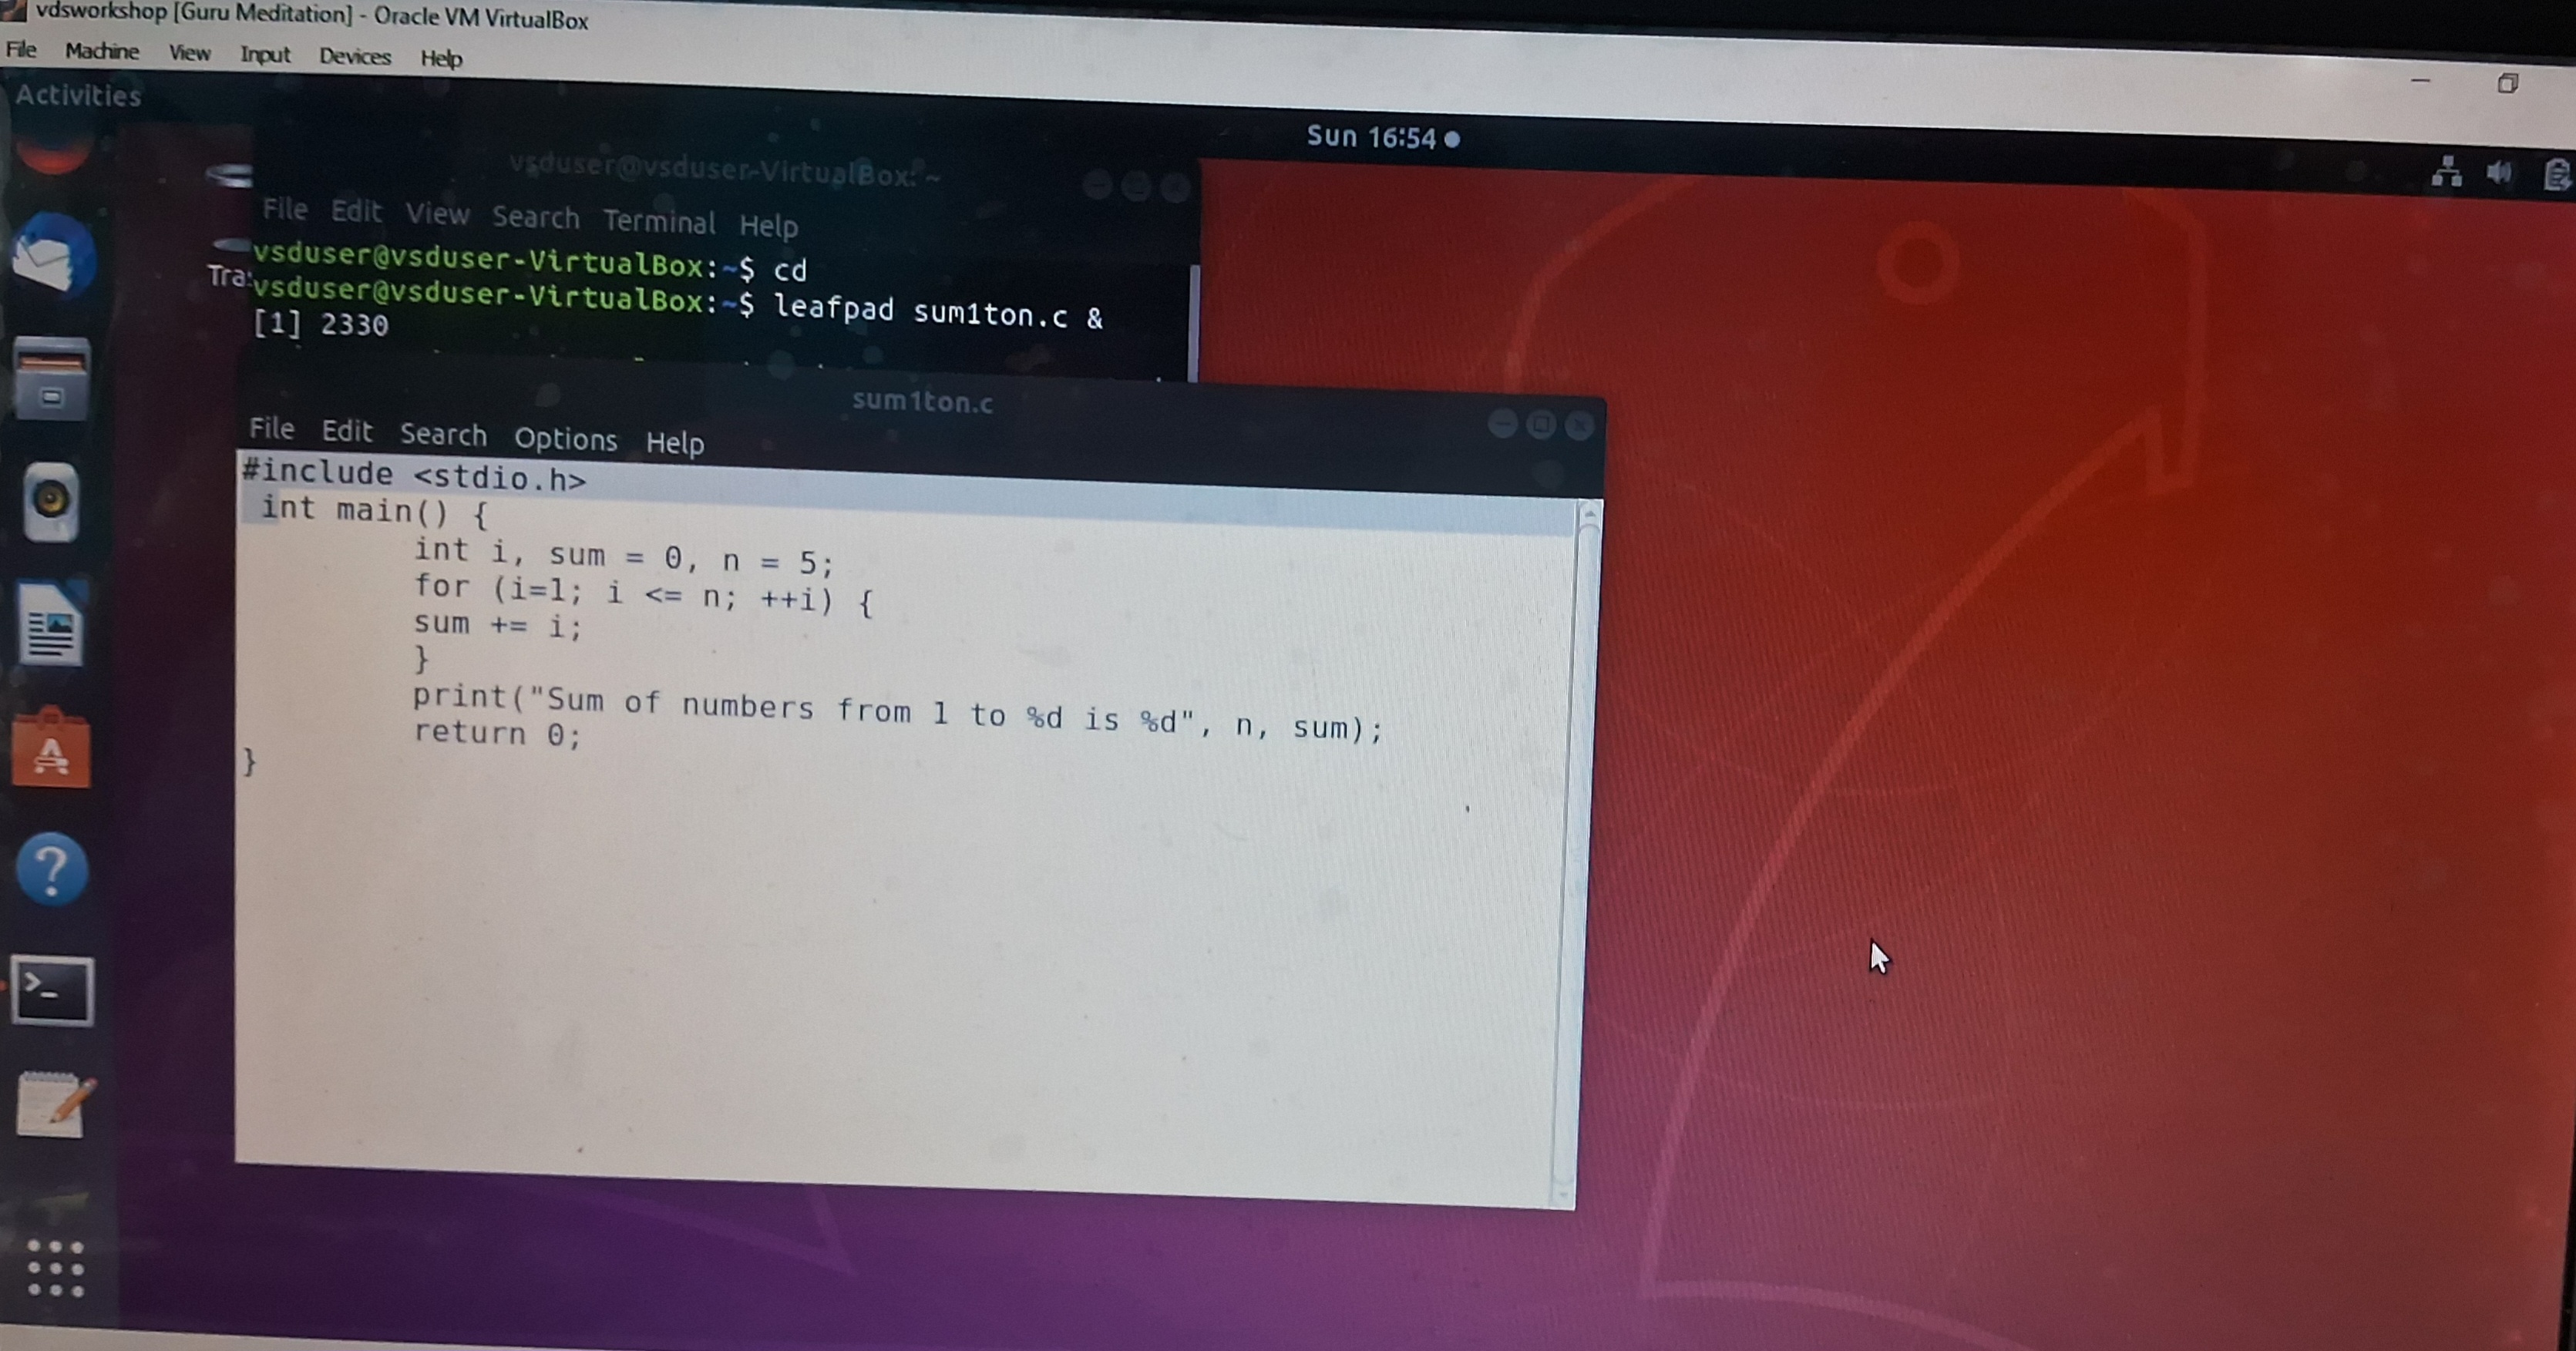 vdsworkshop [Guru Meditation] - Oracle VM VirtualBox
File Machine View Input Devices Help
Activities
Sun 16:54
vsduser@vsduser-VirtualBox: ~
File Edit View Search Terminal Help
vsduser@vsduser-VirtualBox:~$ cd
Tra
vsduser@vsduser-VirtualBox:~$ leafpad sum1ton.c &
[1] 2330
sum1ton.c
File Edit Search Options Help
#include <stdio.h>
int main() {
int i, sum = 0, n = 5;
for (i=1; i <= n; ++i) {
sum += i;
}
print("Sum of numbers from 1 to %d is %d", n, sum);
return 0;
}